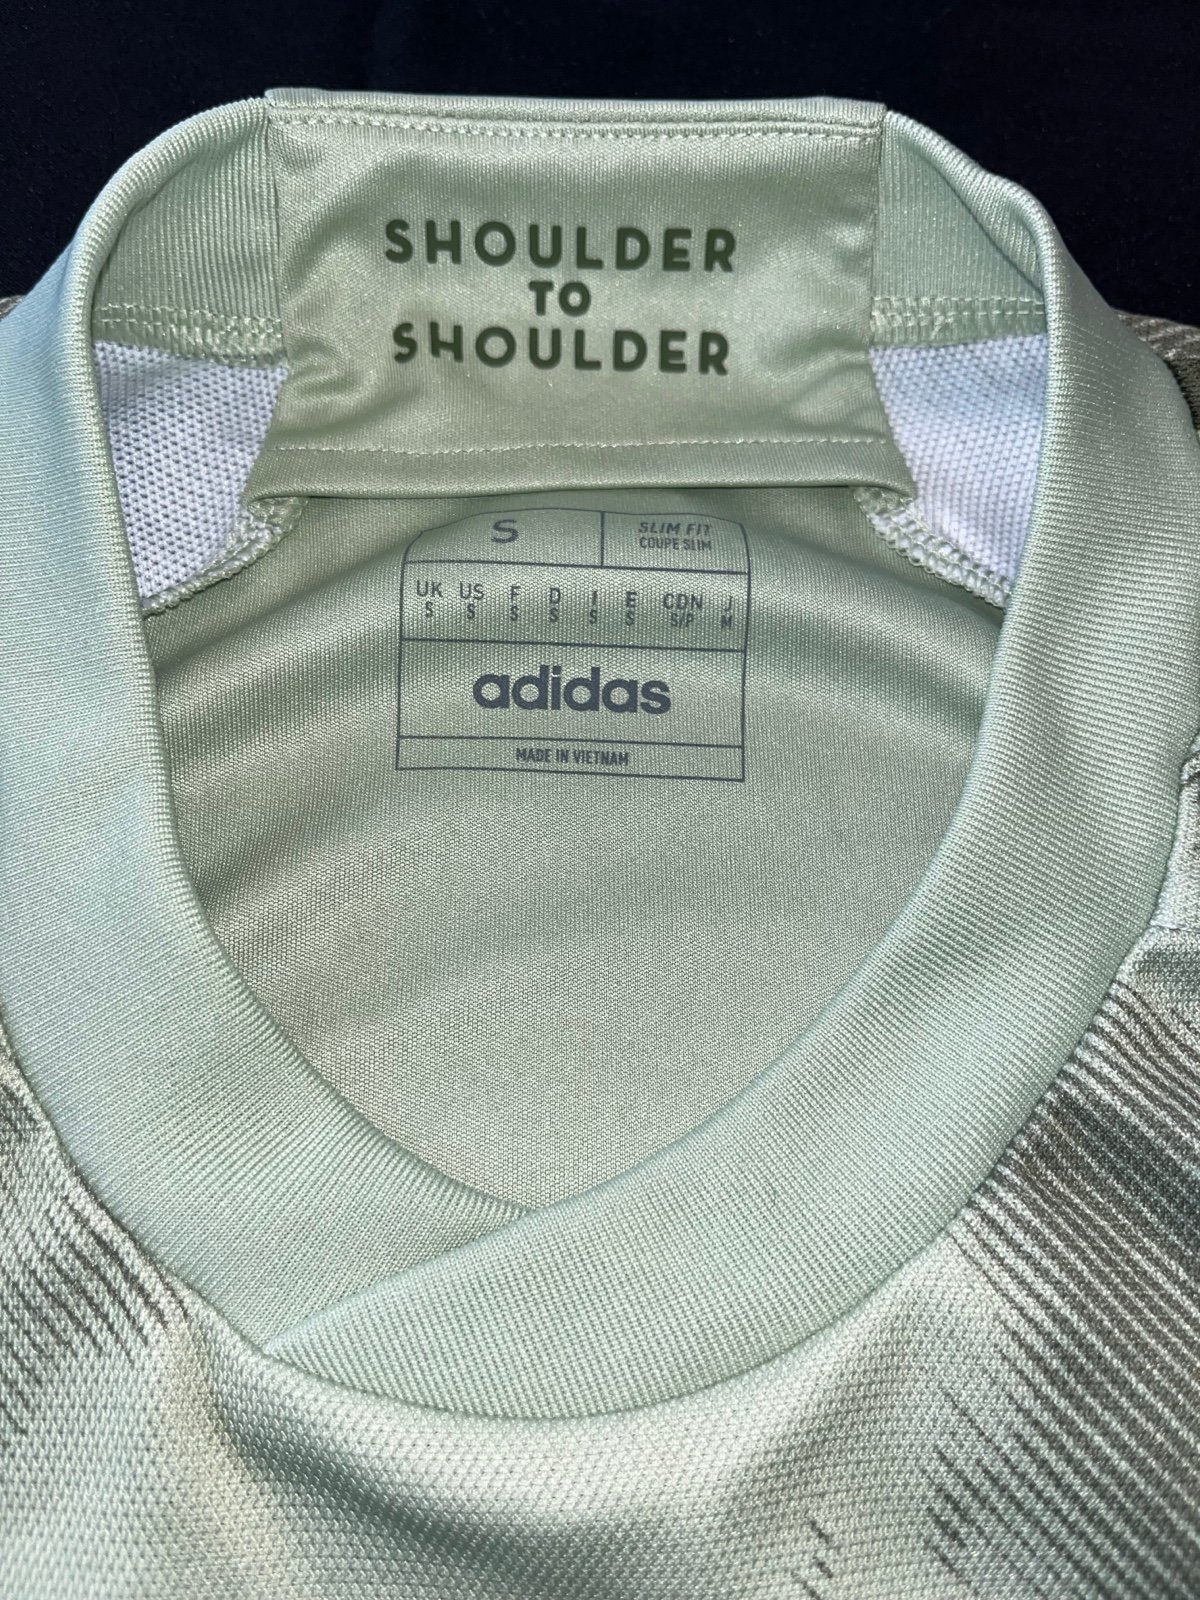 SHOULDER
TO
SHOULDER
S SLIM FIT
COUPE SLIM
UK US F D I E CDN J
S S S S S S S/P M
adidas
MADE IN VIETNAM